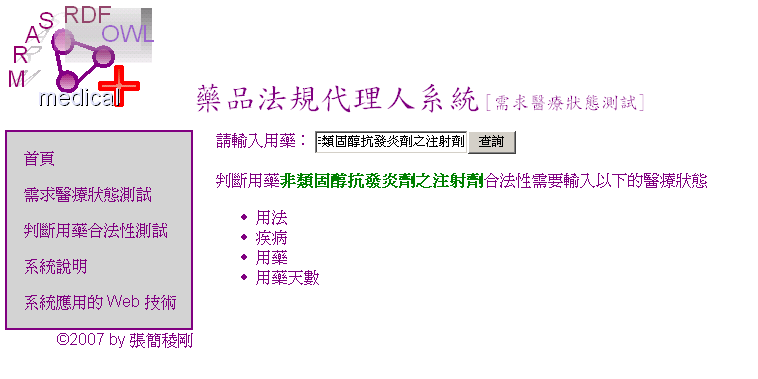 MRAS
RDF
OWL
medical
藥品法規代理人系統[需求醫療狀態測試]
請輸入用藥：
非類固醇抗發炎劑之注射劑
查詢
判斷用藥非類固醇抗發炎劑之注射劑合法性需要輸入以下的醫療狀態
用法
疾病
用藥
用藥天數
首頁
需求醫療狀態測試
判斷用藥合法性測試
系統說明
系統應用的 Web 技術
©2007 by 張簡稜剛